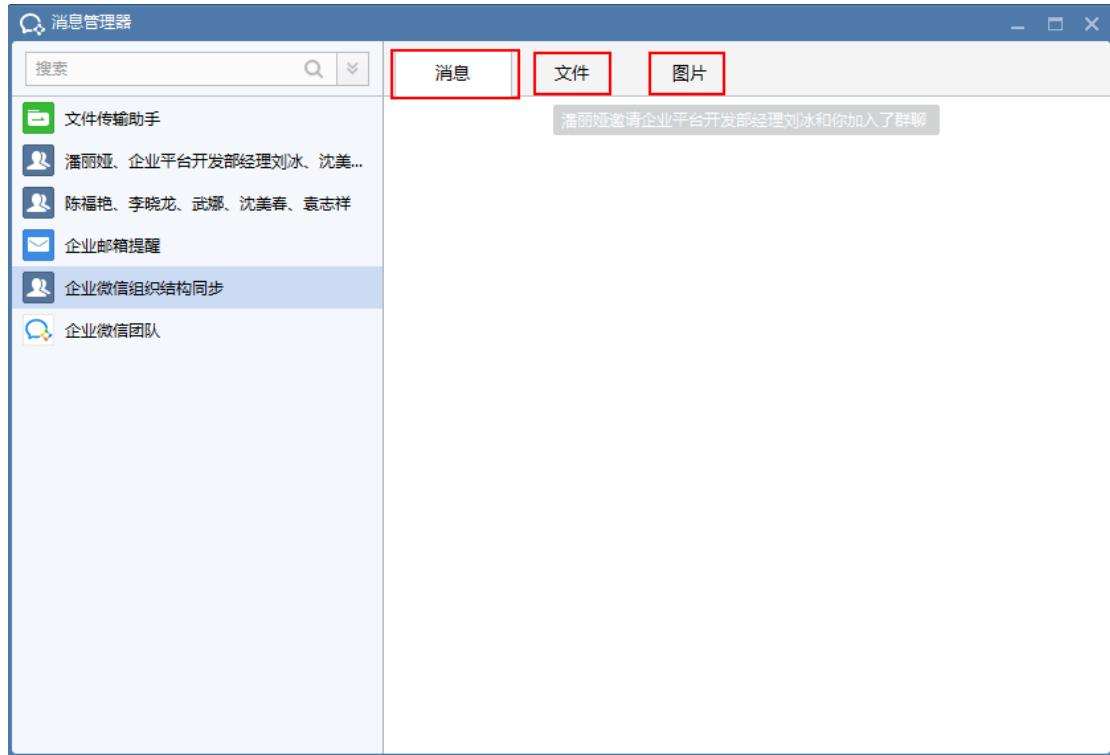 消息管理器
搜索
消息 文件 图片
文件传输助手
潘丽娅、企业平台开发部经理刘冰、沈美...
陈福艳、李晓龙、武娜、沈美春、袁志祥
企业邮箱提醒
企业微信组织结构同步
企业微信团队
潘丽娅邀请企业平台开发部经理刘冰和你加入了群聊